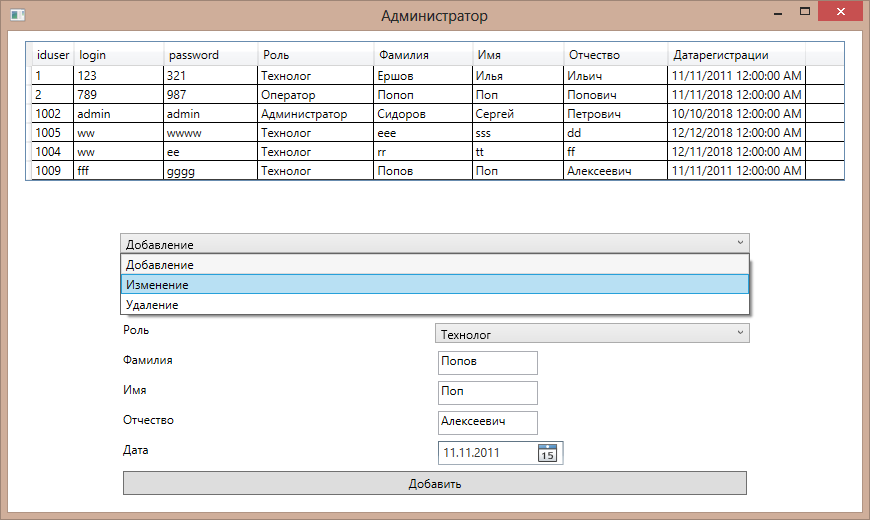 Администратор
iduser login password Роль Фамилия Имя Отчество Датарегистрации
1 123 321 Технолог Ершов Илья Ильич 11/11/2011 12:00:00 AM
2 789 987 Оператор Попоп Поп Попович 11/11/2018 12:00:00 AM
1002 admin admin Администратор Сидоров Сергей Петрович 10/10/2018 12:00:00 AM
1005 ww wwww Технолог eee sss dd 12/12/2018 12:00:00 AM
1004 ww ee Технолог rr tt ff 12/11/2018 12:00:00 AM
1009 fff gggg Технолог Попов Поп Алексеевич 11/11/2011 12:00:00 AM
Добавление
Добавление
Изменение
Удаление
Роль Технолог
Фамилия Попов
Имя Поп
Отчество Алексеевич
Дата 11.11.2011 15
Добавить